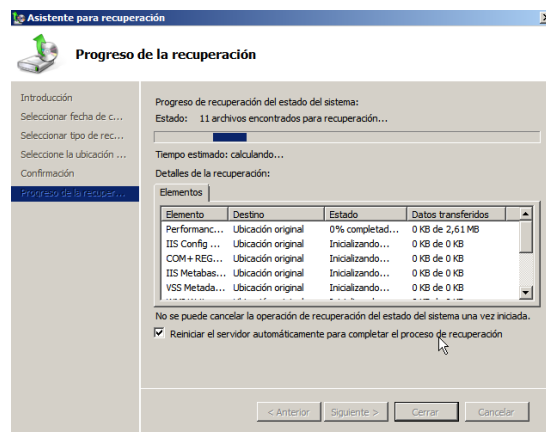 Asistente para recuperación
Progreso de la recuperación
Introducción
Seleccionar fecha de c...
Seleccionar tipo de rec...
Seleccione la ubicación ...
Confirmación
Progreso de la recuper...
Progreso de recuperación del estado del sistema:
Estado: 11 archivos encontrados para recuperación...
Tiempo estimado: calculando...
Detalles de la recuperación:
Elementos
Elemento Destino Estado Datos transferidos
Performanc... Ubicación original 0% completad... 0 KB de 2,61 MB
IIS Config ... Ubicación original Inicializando... 0 KB de 0 KB
COM+ REG... Ubicación original Inicializando... 0 KB de 0 KB
IIS Metabas... Ubicación original Inicializando... 0 KB de 0 KB
VSS Metada... Ubicación original Inicializando... 0 KB de 0 KB
No se puede cancelar la operación de recuperación del estado del sistema una vez iniciada.
Reiniciar el servidor automáticamente para completar el proceso de recuperación
< Anterior Siguiente > Cerrar Cancelar